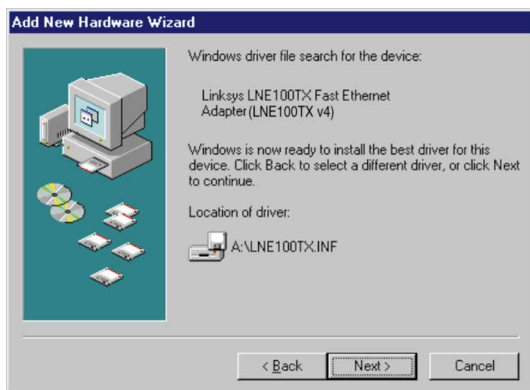 Add New Hardware Wizard
Windows driver file search for the device:
Linksys LNE100TX Fast Ethernet
Adapter(LNE100TX v4)
Windows is now ready to install the best driver for this
device. Click Back to select a different driver, or click Next
to continue.
Location of driver:
A:\LNE100TX.INF
< Back
Next >
Cancel